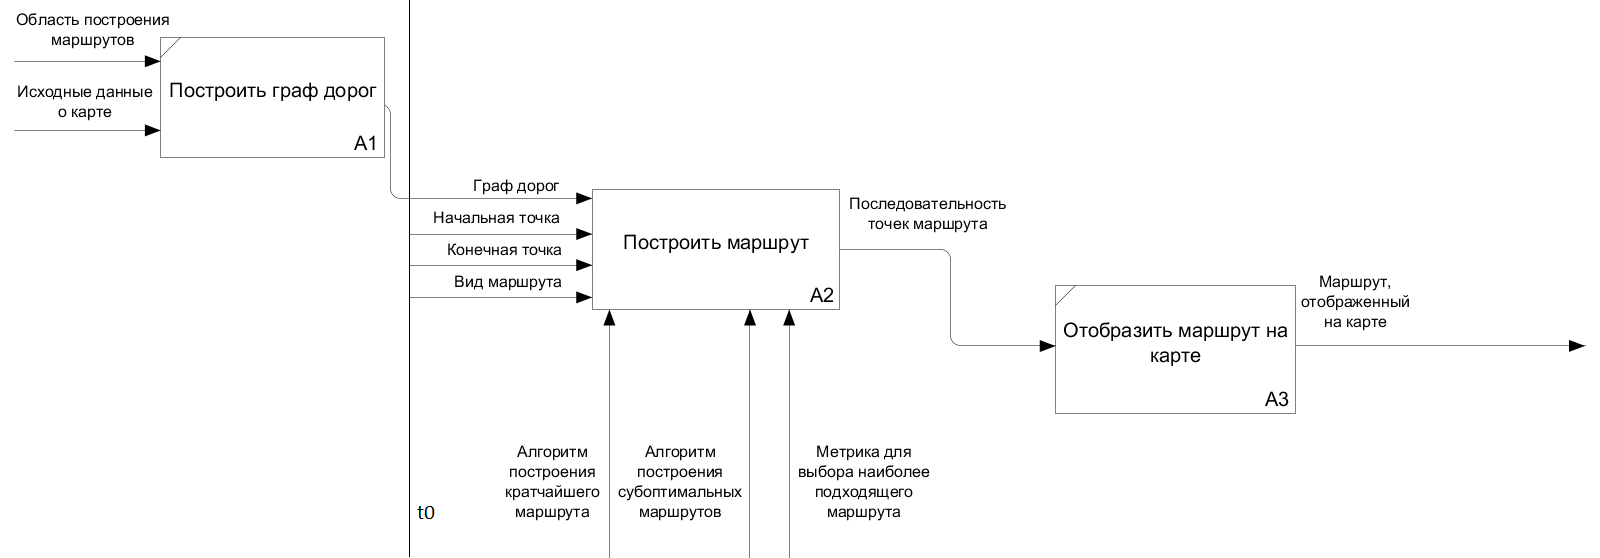 Область построения
маршрутов
Исходные данные
о карте
Построить граф дорог
A1
Граф дорог
Начальная точка
Конечная точка
Вид маршрута
Построить маршрут
A2
Последовательность
точек маршрута
Отобразить маршрут на
карте
A3
Маршрут,
отображенный
на карте
t0
Алгоритм
построения
кратчайшего
маршрута
Алгоритм
построения
субоптимальных
маршрутов
Метрика для
выбора наиболее
подходящего
маршрута